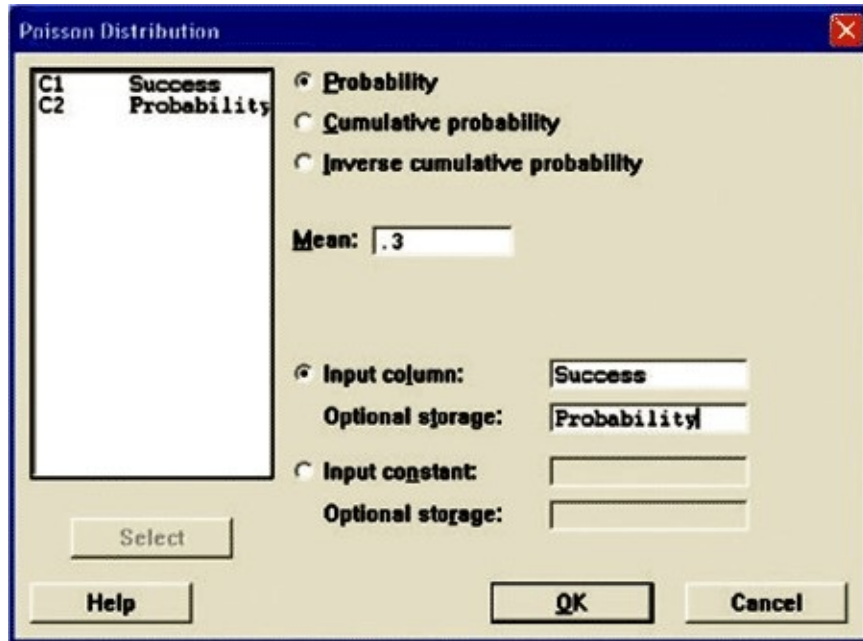 Poisson Distribution
C1 Success
C2 Probability
Probability
Cumulative probability
Inverse cumulative probability
Mean: .3
Input column: Success
Optional storage: Probability
Input constant:
Optional storage:
Select
Help
OK
Cancel